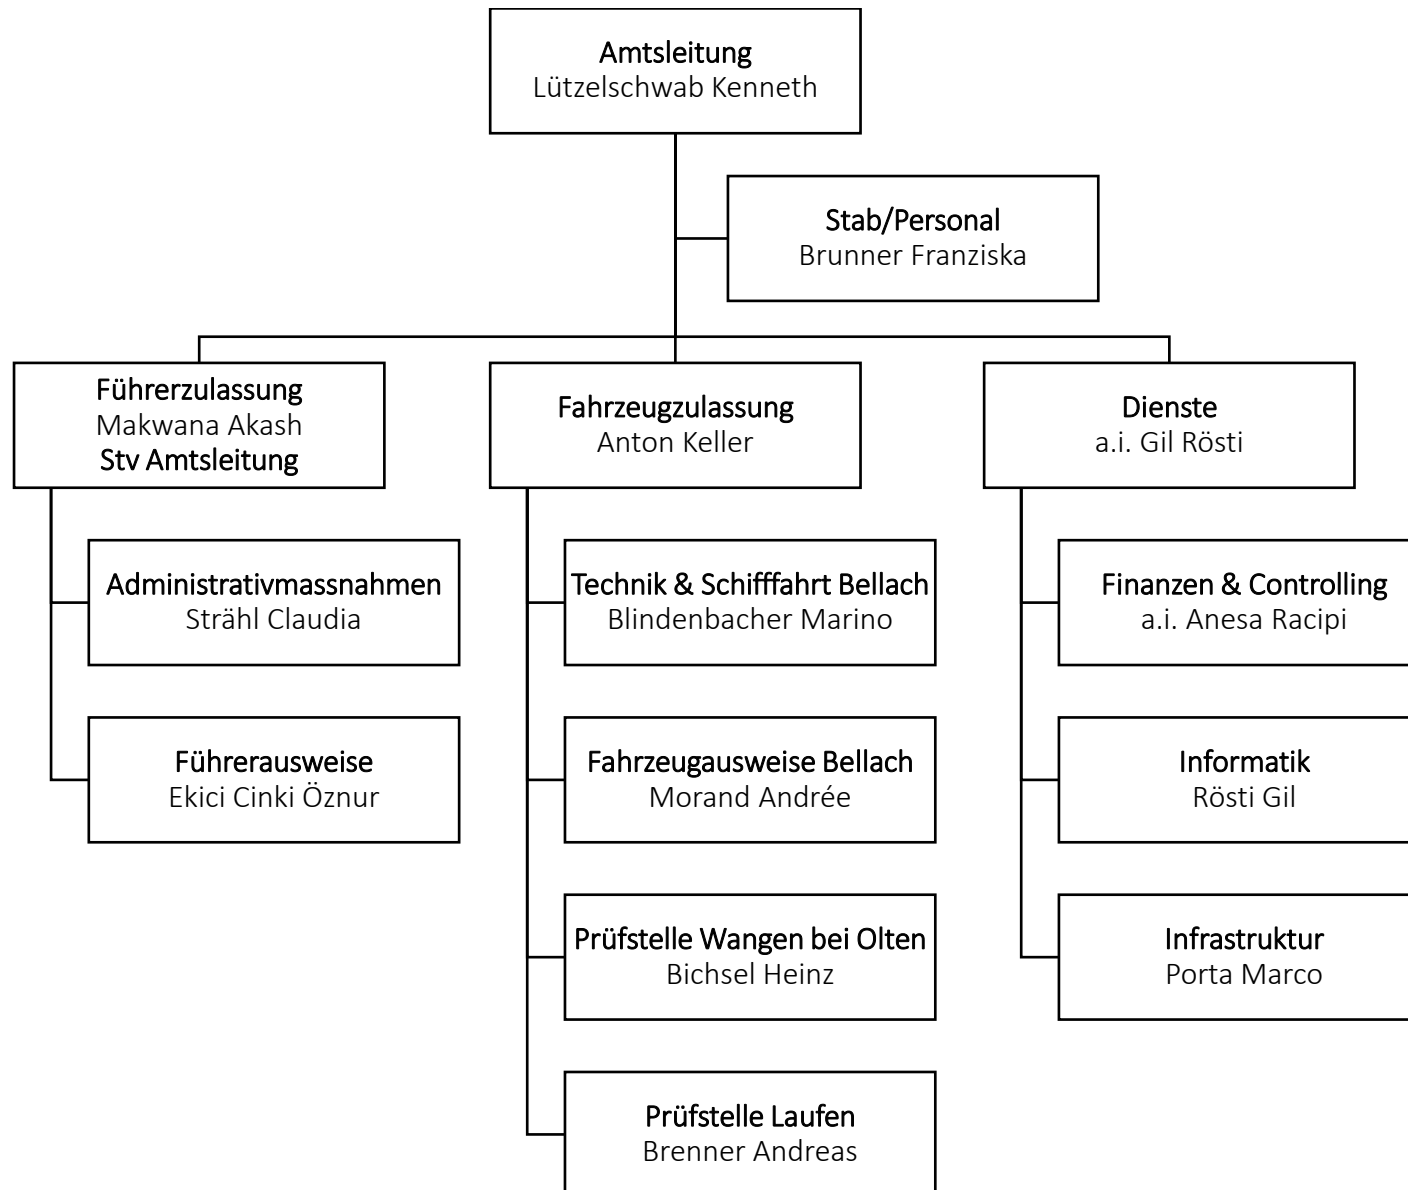 Amtsleitung
Lützelschwab Kenneth
Stab/Personal
Brunner Franziska
Führerzulassung
Makwana Akash
Stv Amtsleitung
Fahrzeugzulassung
Anton Keller
Dienste
a.i. Gil Rösti
Administrativmassnahmen
Strähl Claudia
Technik & Schifffahrt Bellach
Blindenbacher Marino
Finanzen & Controlling
a.i. Anesa Racipi
Führerausweise
Ekici Cinki Öznur
Fahrzeugausweise Bellach
Morand Andrée
Informatik
Rösti Gil
Prüfstelle Wangen bei Olten
Bichsel Heinz
Infrastruktur
Porta Marco
Prüfstelle Laufen
Brenner Andreas